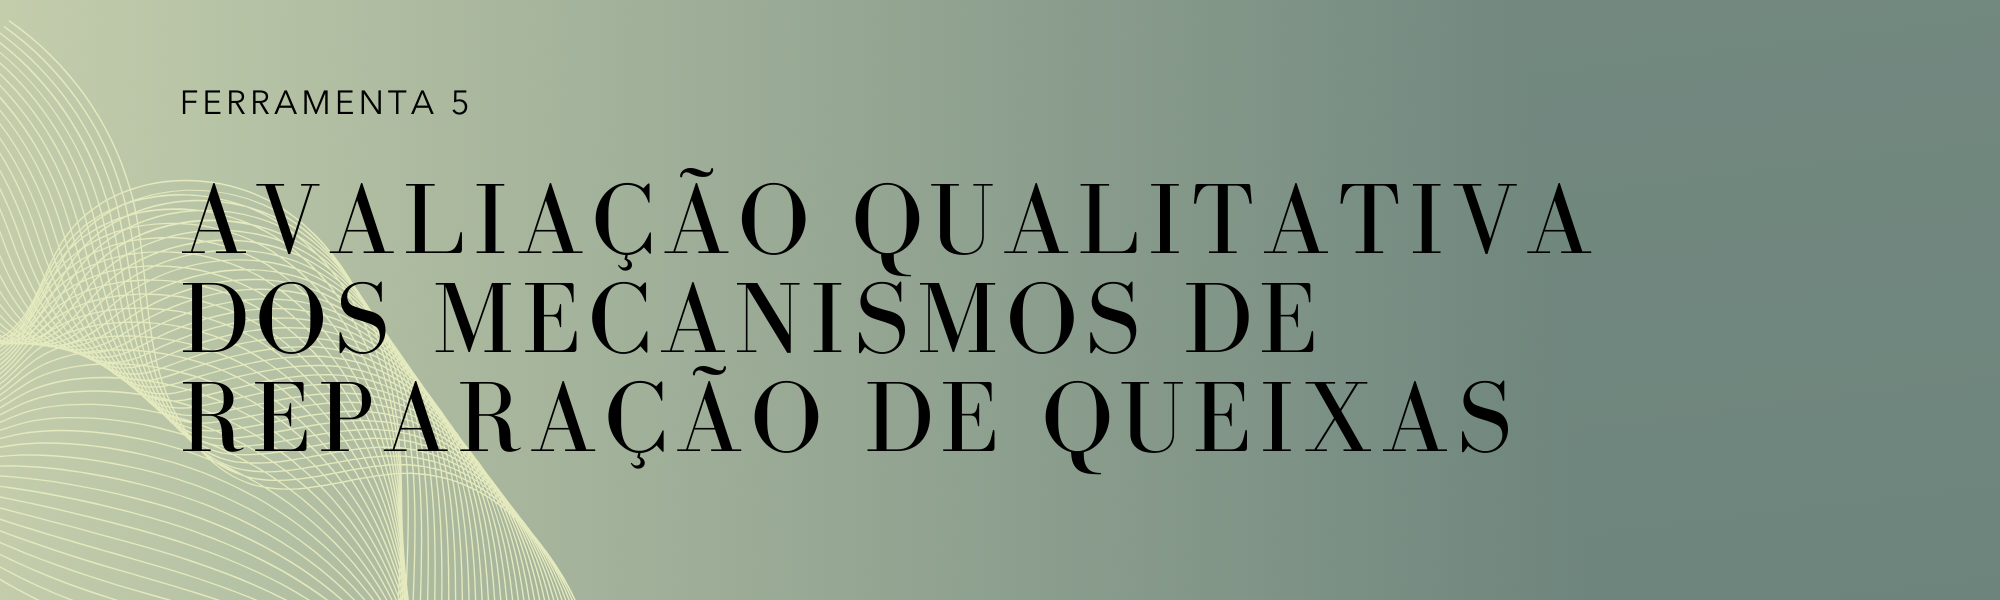 FERRAMENTA 5
AVALIAÇÃO QUALITATIVA
DOS MECANISMOS DE
REPARAÇÃO DE QUEIXAS